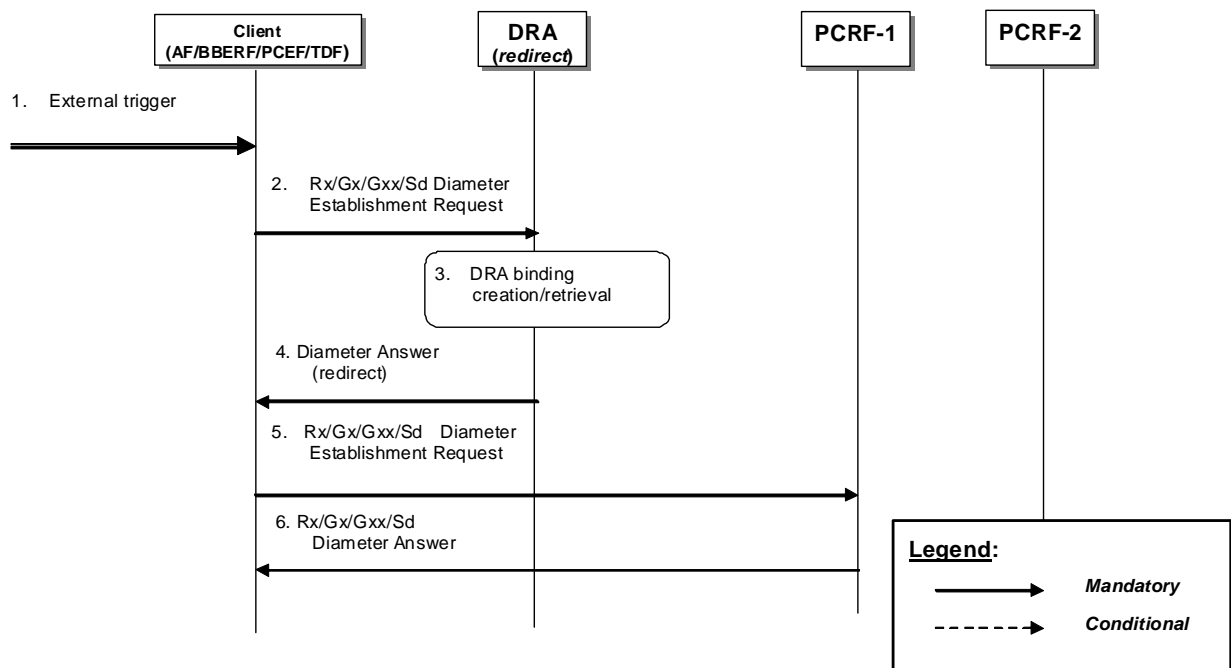 Client
(AF/BBERF/PCEF/TDF)
DRA
(redirect)
PCRF-1
PCRF-2
1. External trigger
2. Rx/Gx/Gxx/Sd Diameter
Establishment Request
3. DRA binding
creation/retrieval
4. Diameter Answer
(redirect)
5. Rx/Gx/Gxx/Sd Diameter
Establishment Request
6. Rx/Gx/Gxx/Sd
Diameter Answer
Legend:
Mandatory
Conditional